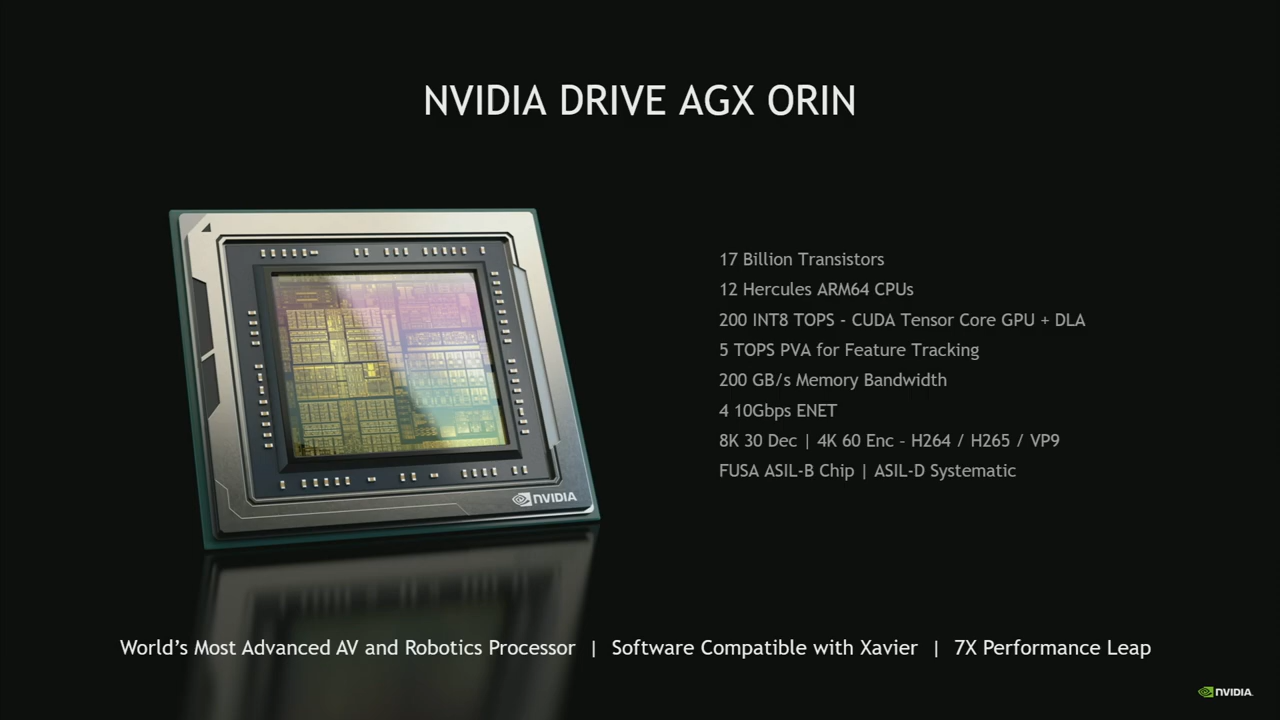 NVIDIA DRIVE AGX ORIN
17 Billion Transistors
12 Hercules ARM64 CPUs
200 INT8 TOPS - CUDA Tensor Core GPU + DLA
5 TOPS PVA for Feature Tracking
200 GB/s Memory Bandwidth
4 10Gbps ENET
8K 30 Dec | 4K 60 Enc – H264 / H265 / VP9
FUSA ASIL-B Chip | ASIL-D Systematic
NVIDIA
World's Most Advanced AV and Robotics Processor | Software Compatible with Xavier | 7X Performance Leap
NVIDIA.